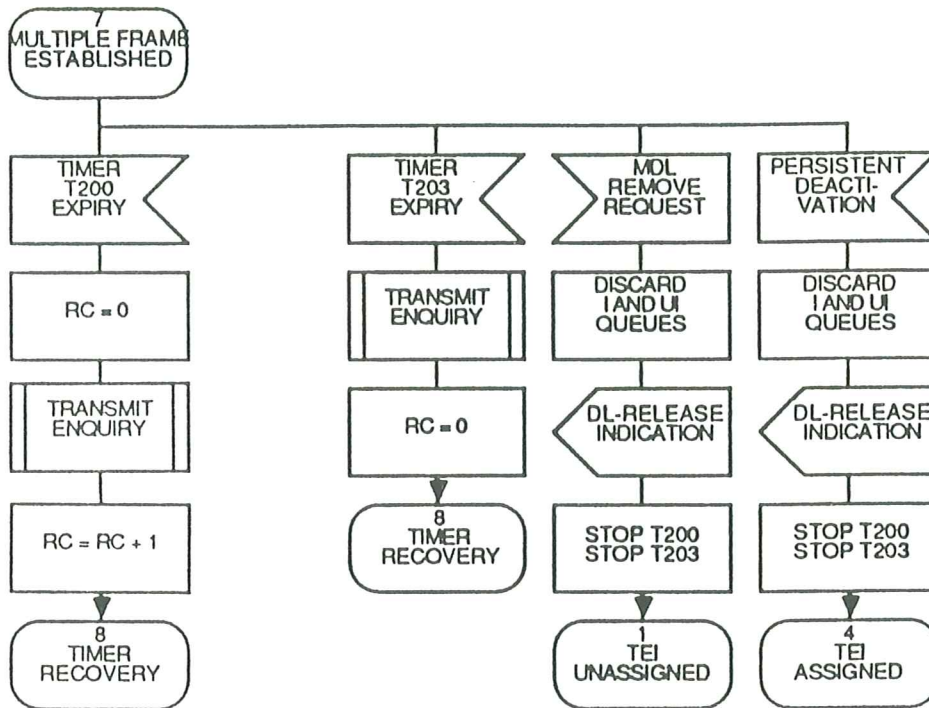 7
MULTIPLE FRAME
ESTABLISHED
TIMER
T200
EXPIRY
RC = 0
TRANSMIT
ENQUIRY
RC = RC + 1
8
TIMER
RECOVERY
TIMER
T203
EXPIRY
TRANSMIT
ENQUIRY
RC = 0
8
TIMER
RECOVERY
MDL
REMOVE
REQUEST
DISCARD
I AND UI
QUEUES
DL-RELEASE
INDICATION
STOP T200
STOP T203
1
TEI
UNASSIGNED
PERSISTENT
DEACTI-
VATION
DISCARD
I AND UI
QUEUES
DL-RELEASE
INDICATION
STOP T200
STOP T203
4
TEI
ASSIGNED